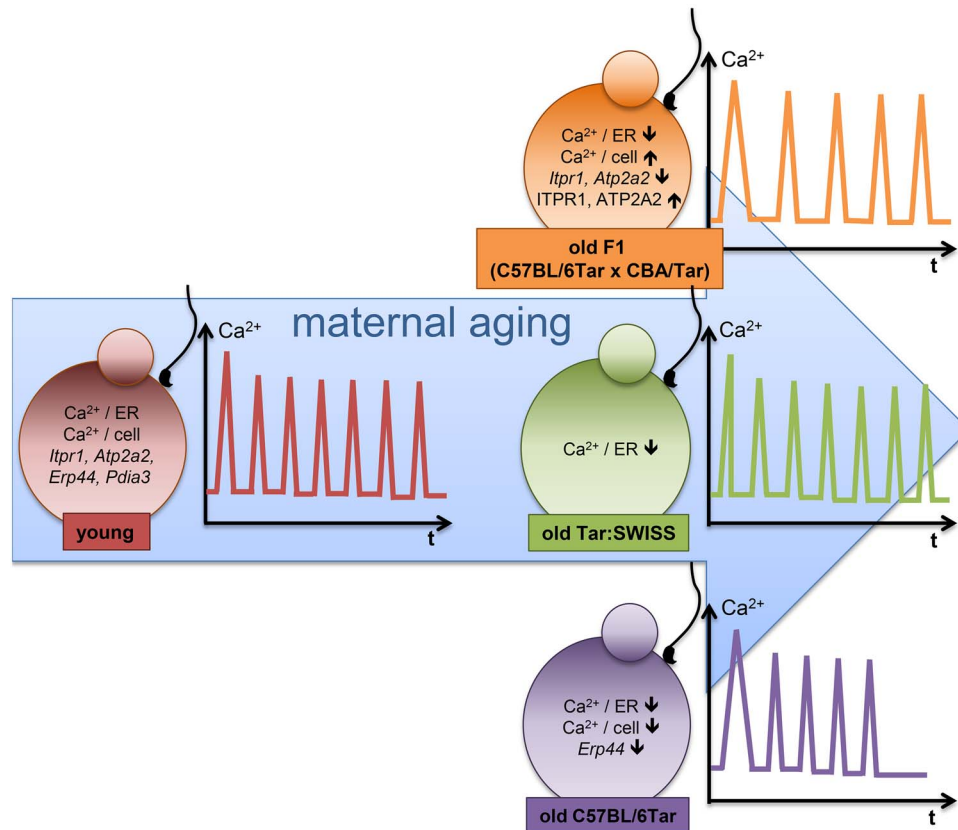 Ca²⁺
Ca²⁺ / ER ↓
Ca²⁺ / cell ↑
Itpr1, Atp2a2 ↓
ITPR1, ATP2A2 ↑
old F1
(C57BL/6Tar x CBA/Tar)
t
maternal aging
Ca²⁺
Ca²⁺ / ER
Ca²⁺ / cell
Itpr1, Atp2a2,
Erp44, Pdia3
young
t
Ca²⁺
Ca²⁺ / ER ↓
old Tar:SWISS
t
Ca²⁺
Ca²⁺ / ER ↓
Ca²⁺ / cell ↓
Erp44 ↓
old C57BL/6Tar
t